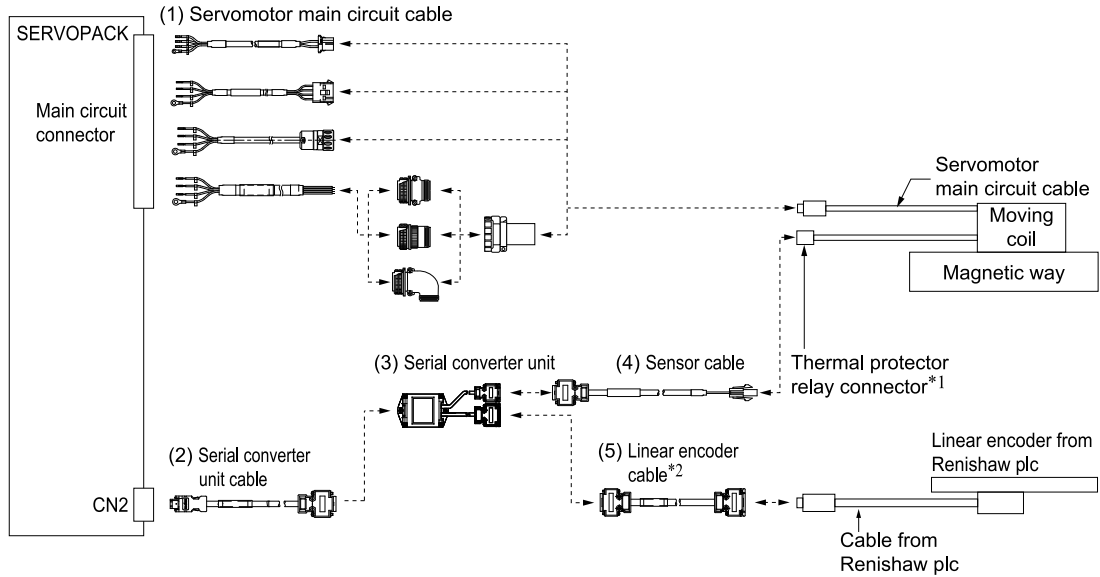 (1) Servomotor main circuit cable
SERVOPACK
Main circuit
connector
Servomotor
main circuit cable
Moving
coil
Magnetic way
(3) Serial converter unit
(4) Sensor cable
Thermal protector
relay connector*1
(2) Serial converter
unit cable
(5) Linear encoder
cable*2
Linear encoder from
Renishaw plc
CN2
Cable from
Renishaw plc